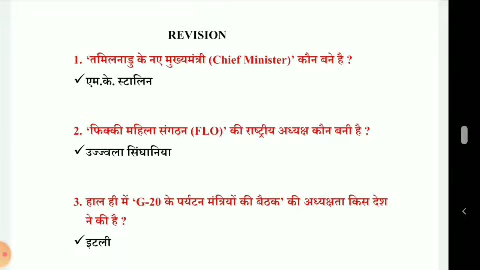 REVISION
1. ‘तमिलनाडु के नए मुख्यमंत्री (Chief Minister)’ कौन बने है ?
✓एम.के. स्टालिन
2. ‘फिक्की महिला संगठन (FLO)’ की राष्ट्रीय अध्यक्ष कौन बनी है ?
✓उज्ज्वला सिंघानिया
3. हाल ही में ‘G-20 के पर्यटन मंत्रियों की बैठक’ की अध्यक्षता किस देश
ने की है ?
✓इटली